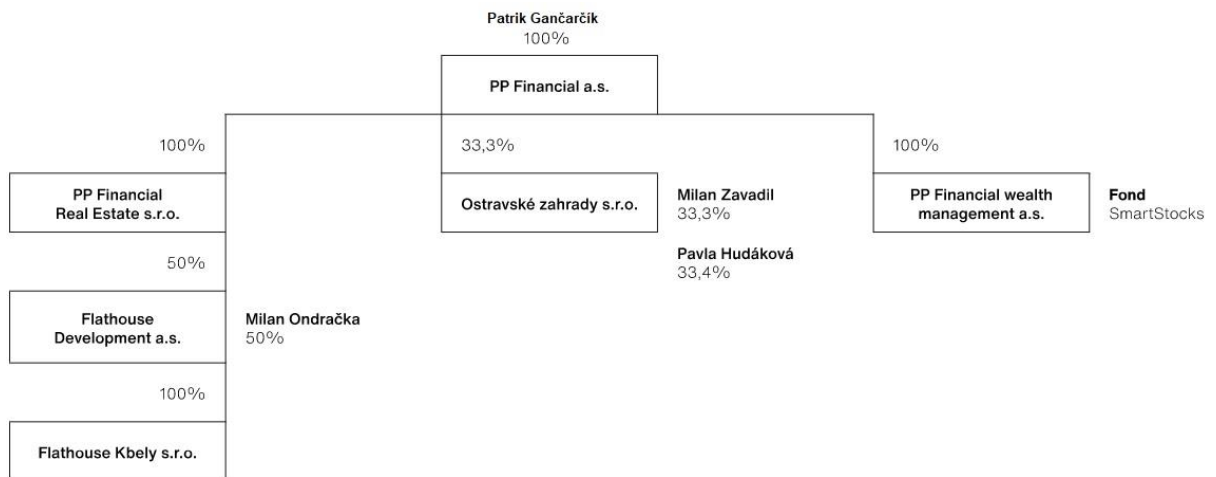 Patrik Gančarčík
100%
PP Financial a.s.
100%
33,3%
100%
PP Financial
Real Estate s.r.o.
Ostravské zahrady s.r.o.
Milan Zavadil
33,3%
Pavla Hudáková
33,4%
PP Financial wealth
management a.s.
Fond
SmartStocks
50%
Flathouse
Development a.s.
Milan Ondračka
50%
100%
Flathouse Kbely s.r.o.